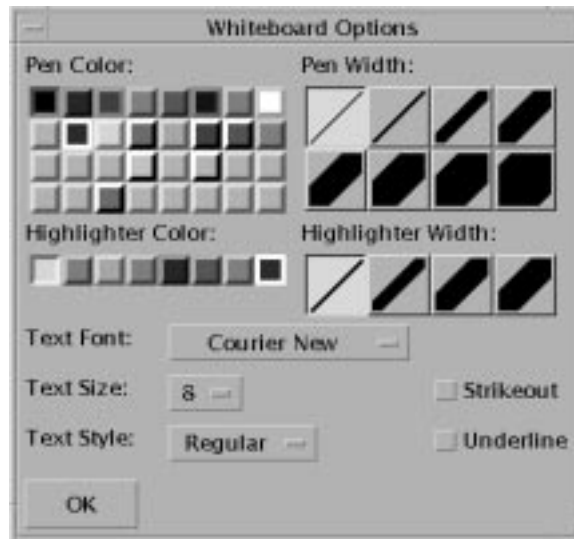 Whiteboard Options
Pen Color: Pen Width:
Highlighter Color: Highlighter Width:
Text Font: Courier New
Text Size: 8 Strikeout
Text Style: Regular Underline
OK